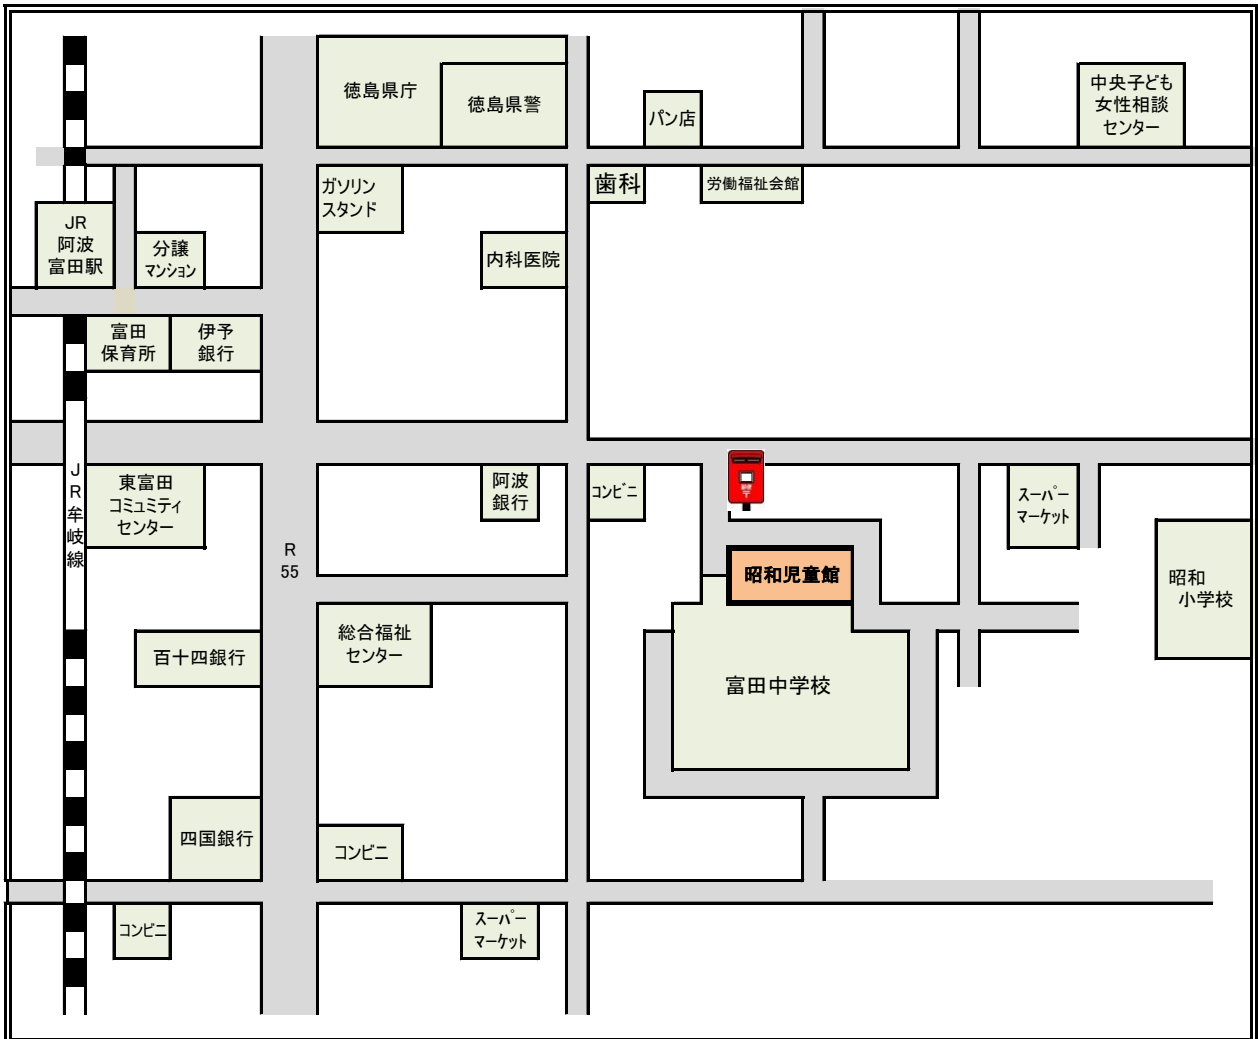 徳島県庁
徳島県警
パン店
中央子ども
女性相談
センター
ガソリン
スタンド
歯科
労働福祉会館
JR
阿波
富田駅
分譲
マンション
内科医院
富田
保育所
伊予
銀行
JR牟岐線
東富田
コミュミティ
センター
阿波
銀行
コンビニ
スーパー
マーケット
R
55
昭和児童館
昭和
小学校
百十四銀行
総合福祉
センター
富田中学校
四国銀行
コンビニ
コンビニ
スーパー
マーケット